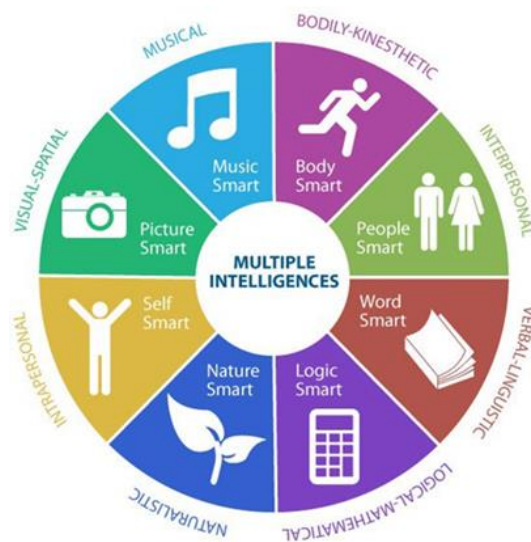 MUSICAL
BODILY-KINESTHETIC
INTERPERSONAL
VERBAL-LINGUISTIC
LOGICAL-MATHEMATICAL
NATURALISTIC
INTRAPERSONAL
VISUAL-SPATIAL
Music
Smart
Body
Smart
People
Smart
Word
Smart
Logic
Smart
Nature
Smart
Self
Smart
Picture
Smart
MULTIPLE
INTELLIGENCES